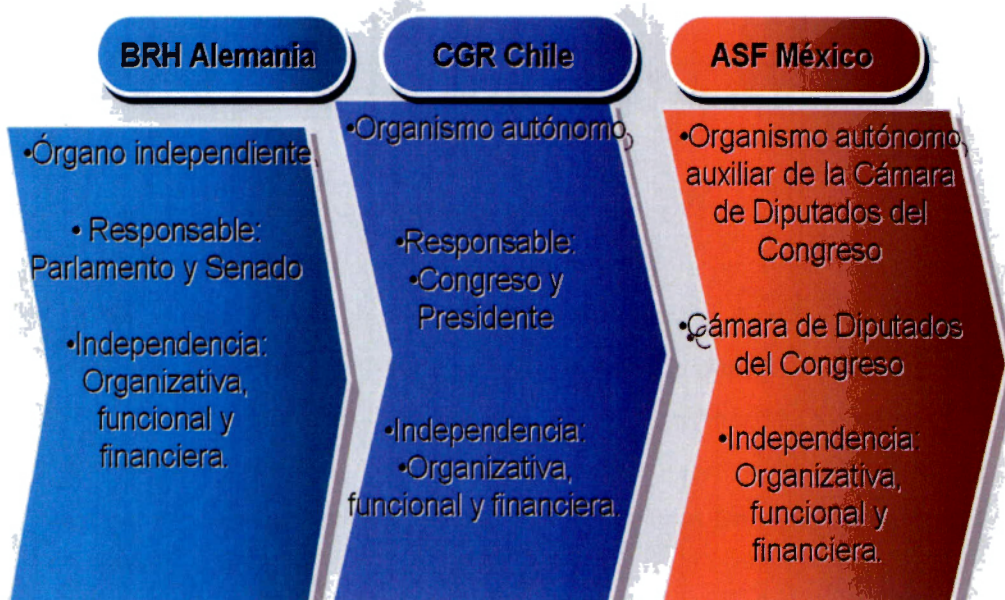 BRH Alemania
•Órgano independiente.
• Responsable:
Parlamento y Senado
•Independencia:
Organizativa,
funcional y
financiera.
CGR Chile
•Organismo autónomo,
•Responsable:
•Congreso y
Presidente
•Independencia:
•Organizativa,
funcional y financiera.
ASF México
•Organismo autónomo,
auxiliar de la Cámara
de Diputados del
Congreso
•Cámara de Diputados
del Congreso
•Independencia:
Organizativa,
funcional y
financiera.